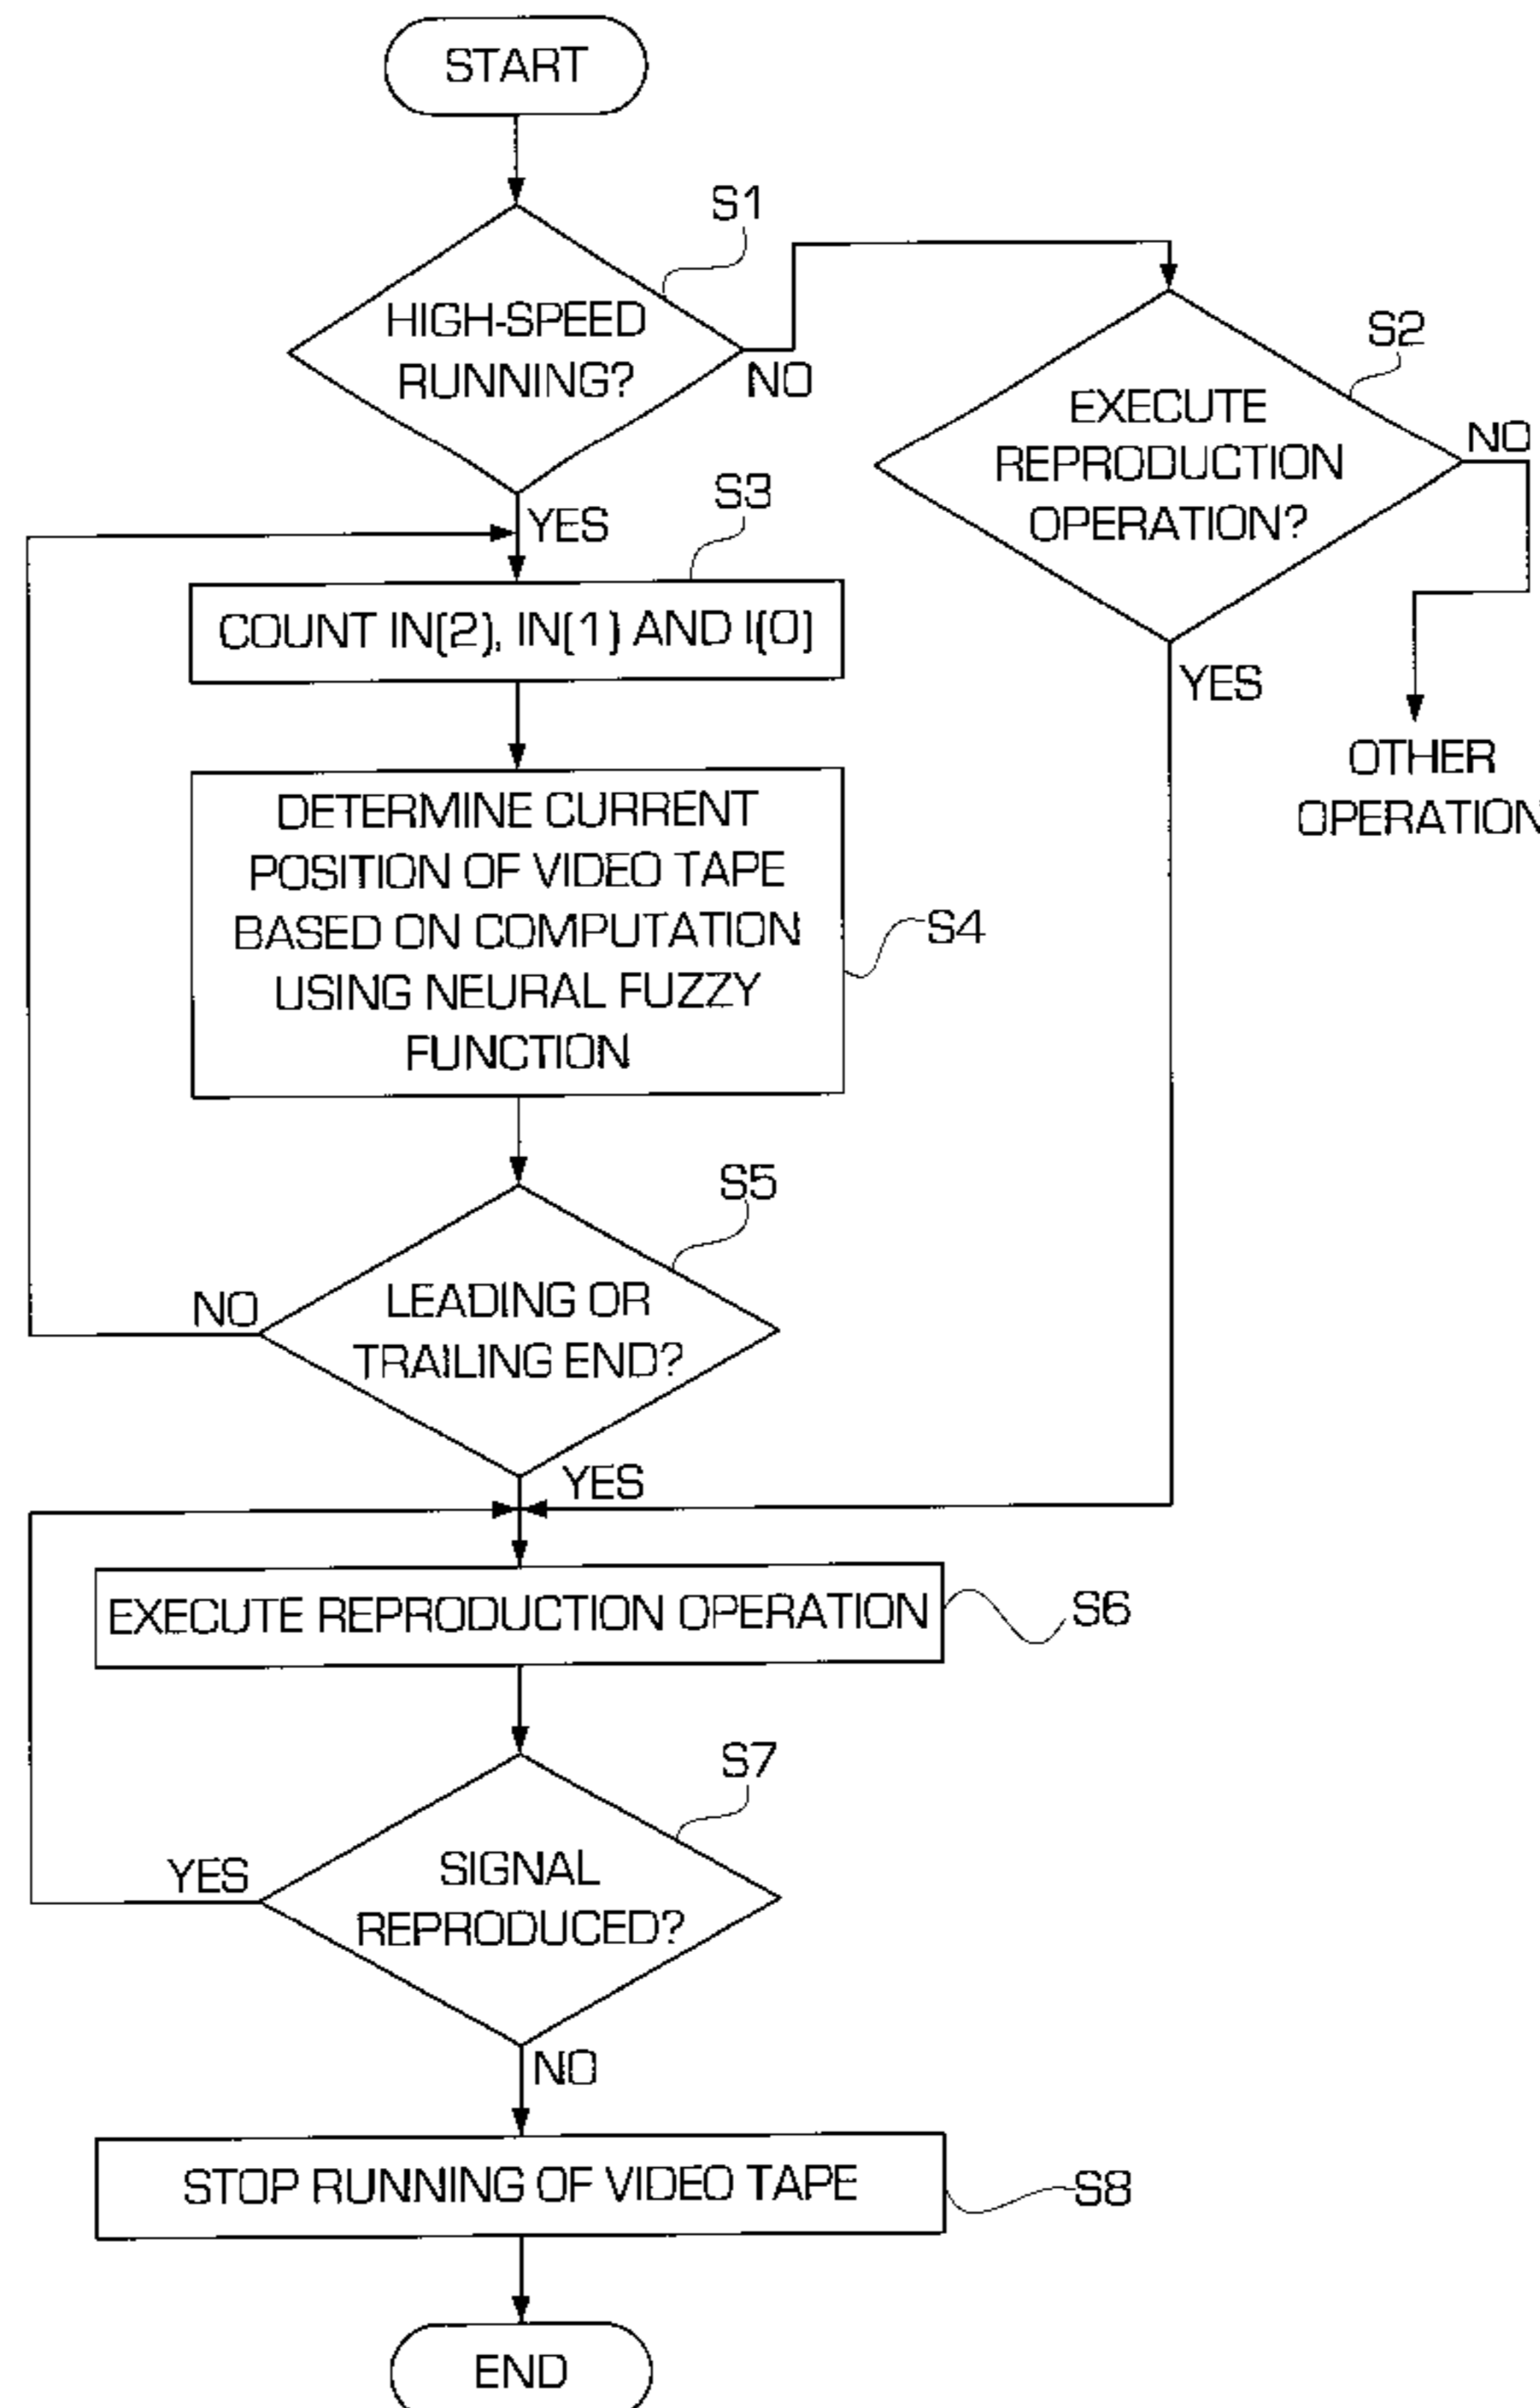 START
S1
HIGH-SPEED
RUNNING?
NO
S2
EXECUTE
REPRODUCTION
OPERATION?
NO
YES
OTHER
OPERATION
YES
S3
COUNT IN(2), IN(1) AND I(0)
DETERMINE CURRENT
POSITION OF VIDEO TAPE
BASED ON COMPUTATION
USING NEURAL FUZZY
FUNCTION
S4
S5
LEADING OR
TRAILING END?
NO
YES
EXECUTE REPRODUCTION OPERATION
S6
S7
SIGNAL
REPRODUCED?
YES
NO
STOP RUNNING OF VIDEO TAPE
S8
END